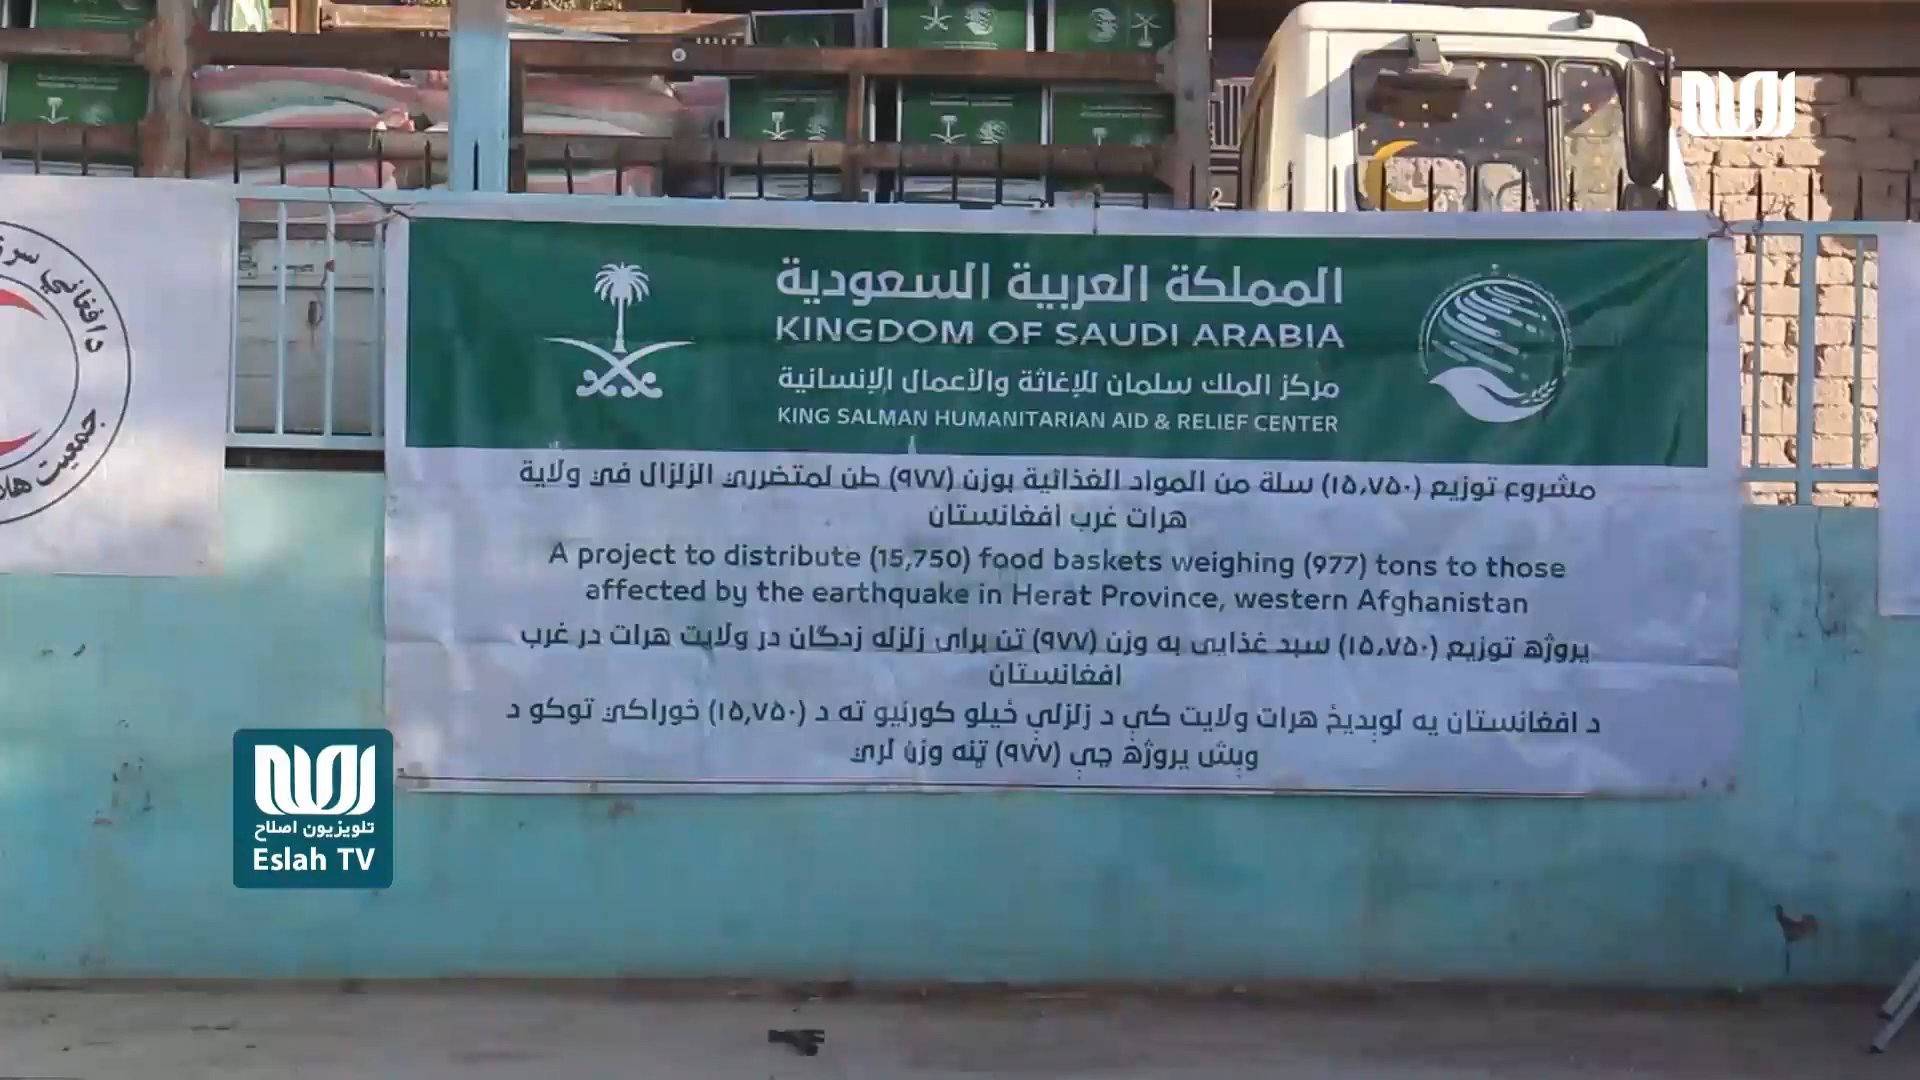 المملكة العربية السعودية
KINGDOM OF SAUDI ARABIA
مركز الملك سلمان للإغاثة والأعمال الإنسانية
KING SALMAN HUMANITARIAN AID & RELIEF CENTER
مشروع توزيع (١٥,٧٥٠) سلة من المواد الغذائية بوزن (٩٧٧) طن لمتضرري الزلزال في ولاية
هرات غرب افغانستان
A project to distribute (15,750) food baskets weighing (977) tons to those
affected by the earthquake in Herat Province, western Afghanistan
پروژه توزیع (١٥,٧٥٠) سبد غذایی به وزن (٩٧٧) تن برای زلزله زدگان در ولایت هرات در غرب
افغانستان
د افغانستان په لویدیځ هرات ولایت کې د زلزلې ځپلو کورنیو ته د (١٥,٧٥٠) خوراکي توکو د
وېش پروژه چې (٩٧٧) ټنه وزن لري
د افغاني سرې
جمعیت
تلویزیون اصلاح
Eslah TV